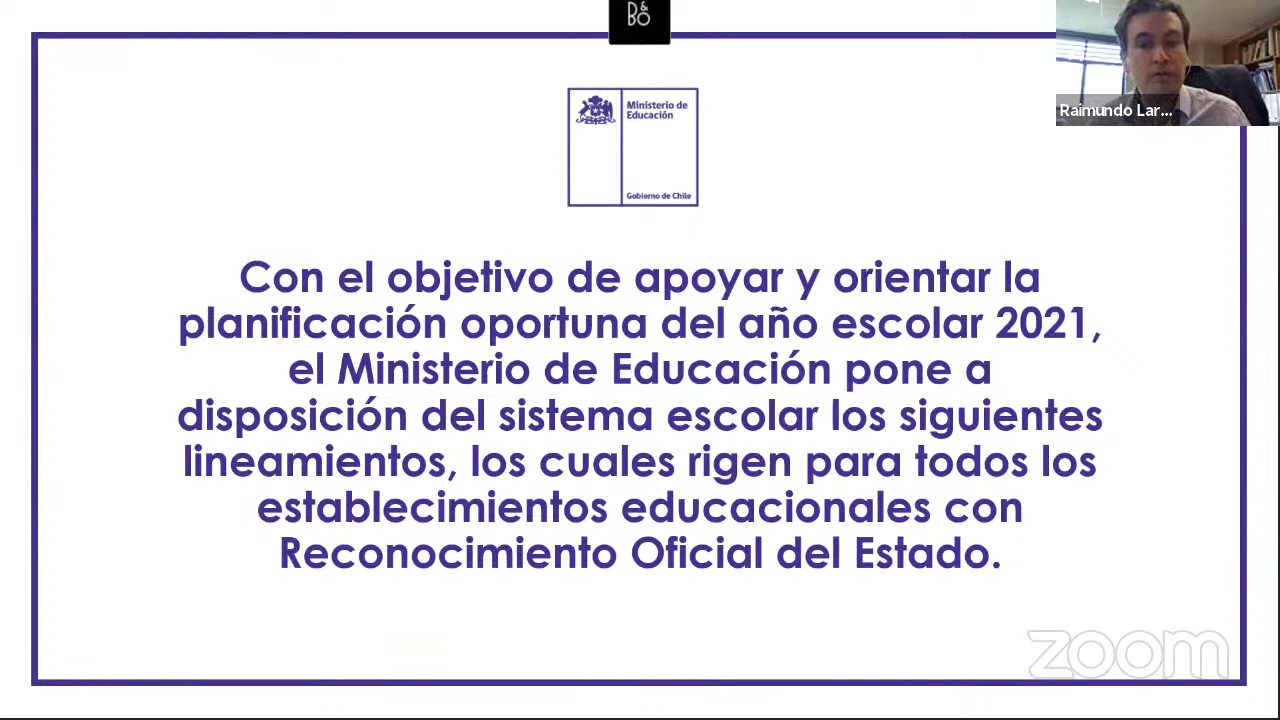 B&O
Raimundo Lar...
Ministerio de
Educación
Gobierno de Chile
Con el objetivo de apoyar y orientar la
planificación oportuna del año escolar 2021,
el Ministerio de Educación pone a
disposición del sistema escolar los siguientes
lineamientos, los cuales rigen para todos los
establecimientos educacionales con
Reconocimiento Oficial del Estado.
zoom